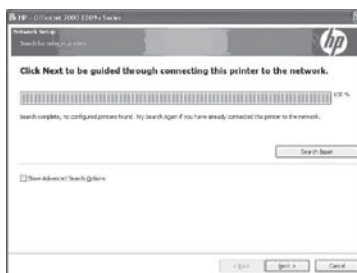 HP - Officejet 7000 E809a Series
Network Setup
Search for network printers
hp
Click Next to be guided through connecting this printer to the network.
100 %
Search complete, no configured printers found. Try Search Again if you have already connected the printer to the network.
Search Again
Show Advanced Search Options
< Back
Next >
Cancel